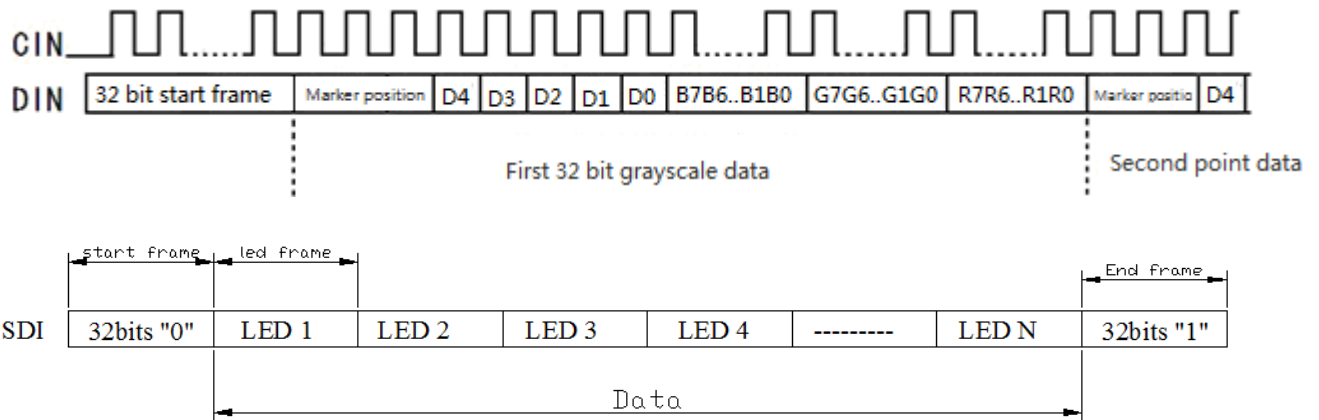 CIN
DIN 32 bit start frame Marker position D4 D3 D2 D1 D0 B7B6..B1B0 G7G6..G1G0 R7R6..R1R0 Marker positio D4
First 32 bit grayscale data Second point data
start frame led frame End frame
SDI 32bits "0" LED 1 LED 2 LED 3 LED 4 --------- LED N 32bits "1"
Data